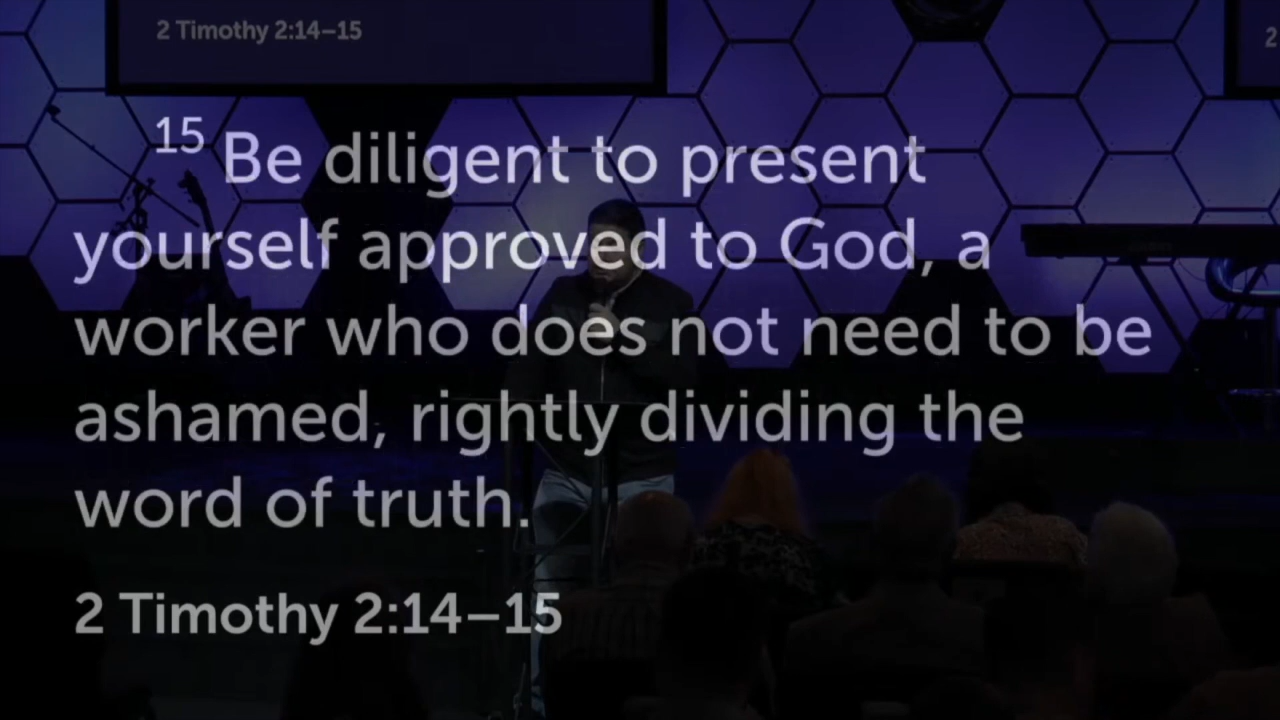 2 Timothy 2:14–15
2
15 Be diligent to present
yourself approved to God, a
worker who does not need to be
ashamed, rightly dividing the
word of truth.
2 Timothy 2:14–15